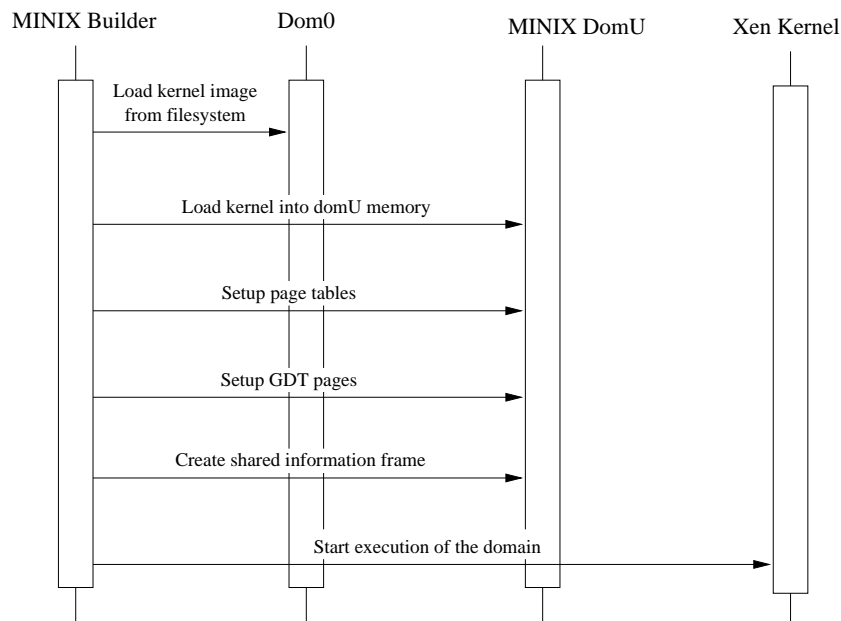 MINIX Builder
Dom0
MINIX DomU
Xen Kernel
Load kernel image
from filesystem
Load kernel into domU memory
Setup page tables
Setup GDT pages
Create shared information frame
Start execution of the domain